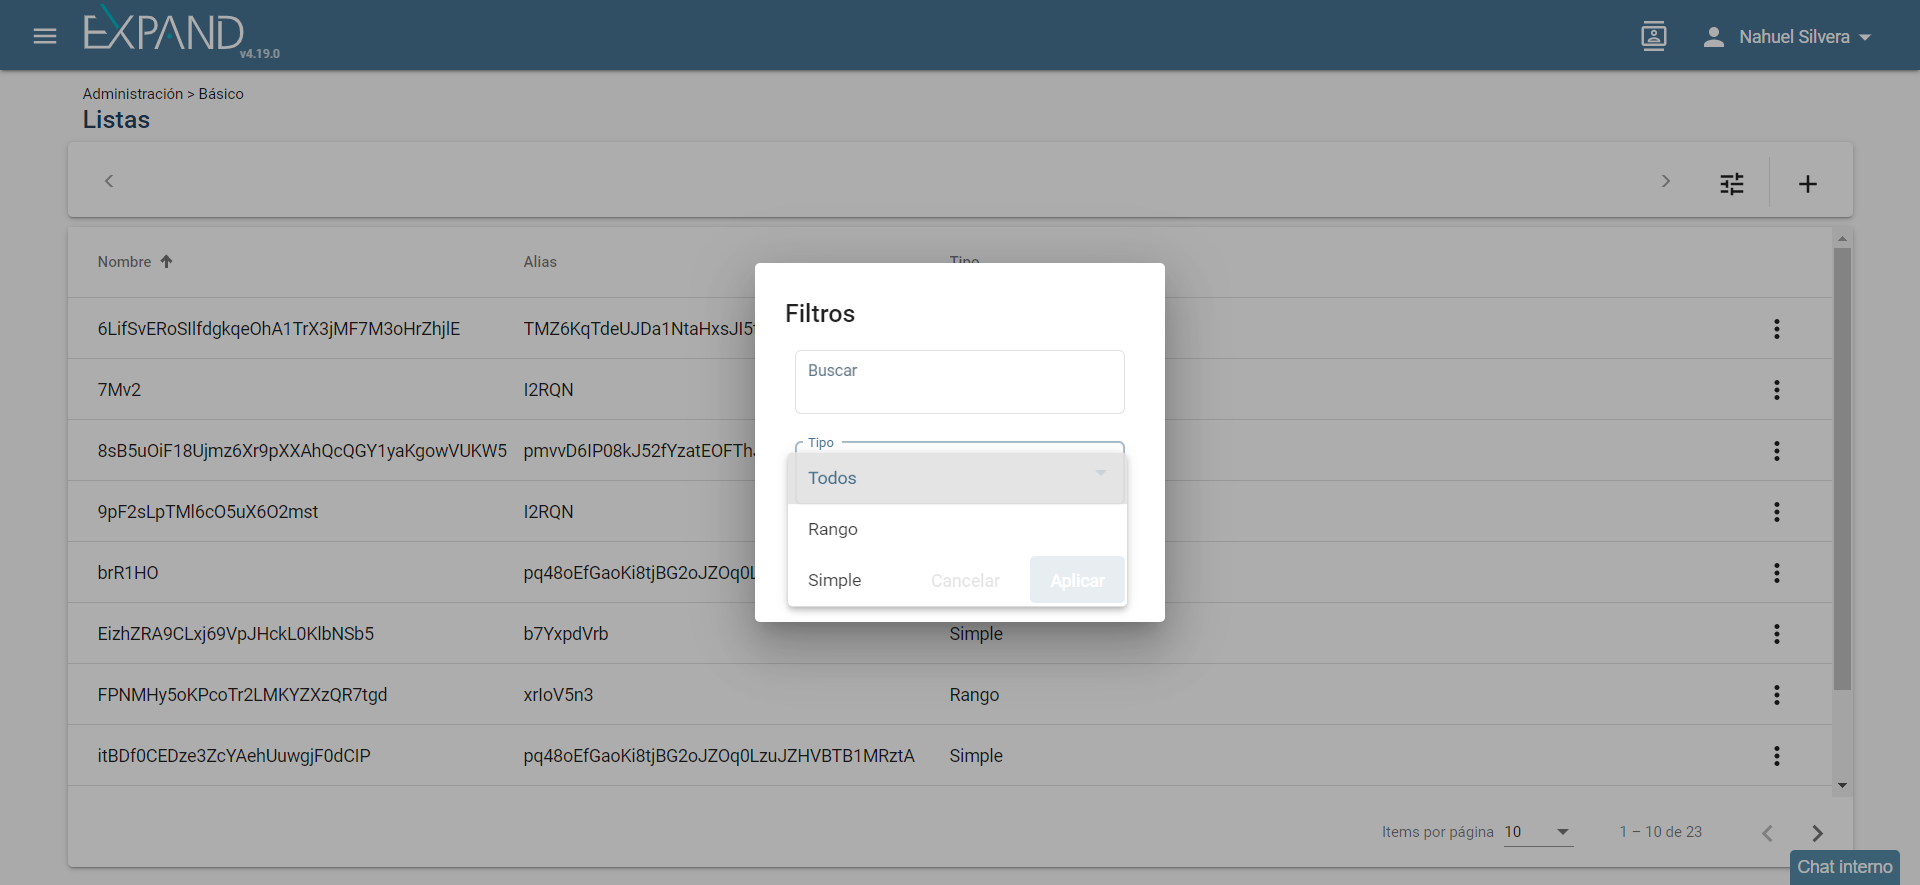 EXPAND
v4.19.0
Nahuel Silvera
Administración > Básico
Listas
Nombre Alias Tipo
6LifSvERoSIlfdgkqeOhA1TrX3jMF7M3oHrZhjlE TMZ6KqTdeUJDa1NtaHxsJI5
7Mv2 I2RQN
8sB5uOiF18Ujmz6Xr9pXXAhQcQGY1yaKgowVUKW5 pmvvD6IP08kJ52fYzatEOFTh
9pF2sLpTMl6cO5uX6O2mst I2RQN
brR1HO pq48oEfGaoKi8tjBG2oJZOq0L
EizhZRA9CLxj69VpJHckL0KlbNSb5 b7YxpdVrb Simple
FPNMHy5oKPcoTr2LMKYZXzQR7tgd xrIoV5n3 Rango
itBDf0CEDze3ZcYAehUuwgjF0dCIP pq48oEfGaoKi8tjBG2oJZOq0LzuJZHVBTB1MRztA Simple
Filtros
Buscar
Tipo
Todos
Rango
Simple Cancelar Aplicar
Items por página 10 1 – 10 de 23
Chat interno